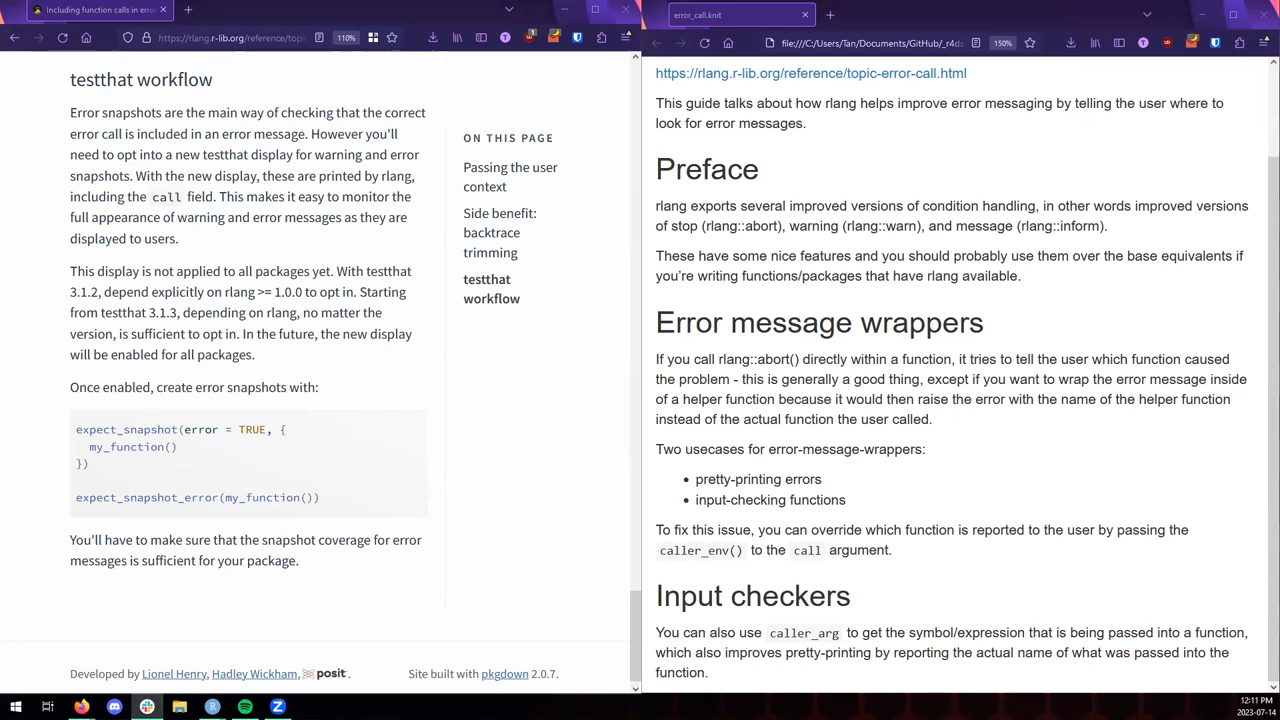 Including function calls in error
https://rlang.r-lib.org/reference/topi
110%
testthat workflow
Error snapshots are the main way of checking that the correct
error call is included in an error message. However you'll
need to opt into a new testthat display for warning and error
snapshots. With the new display, these are printed by rlang,
including the call field. This makes it easy to monitor the
full appearance of warning and error messages as they are
displayed to users.
This display is not applied to all packages yet. With testthat
3.1.2, depend explicitly on rlang >= 1.0.0 to opt in. Starting
from testthat 3.1.3, depending on rlang, no matter the
version, is sufficient to opt in. In the future, the new display
will be enabled for all packages.
Once enabled, create error snapshots with:
expect_snapshot(error = TRUE, {
my_function()
})
expect_snapshot_error(my_function())
You'll have to make sure that the snapshot coverage for error
messages is sufficient for your package.
ON THIS PAGE
Passing the user
context
Side benefit:
backtrace
trimming
testthat
workflow
Developed by Lionel Henry, Hadley Wickham, posit.
Site built with pkgdown 2.0.7.
error_call.knit
file:///C:/Users/Tan/Documents/GitHub/_r4ds
150%
https://rlang.r-lib.org/reference/topic-error-call.html
This guide talks about how rlang helps improve error messaging by telling the user where to
look for error messages.
Preface
rlang exports several improved versions of condition handling, in other words improved versions
of stop (rlang::abort), warning (rlang::warn), and message (rlang::inform).
These have some nice features and you should probably use them over the base equivalents if
you're writing functions/packages that have rlang available.
Error message wrappers
If you call rlang::abort() directly within a function, it tries to tell the user which function caused
the problem - this is generally a good thing, except if you want to wrap the error message inside
of a helper function because it would then raise the error with the name of the helper function
instead of the actual function the user called.
Two usecases for error-message-wrappers:
• pretty-printing errors
• input-checking functions
To fix this issue, you can override which function is reported to the user by passing the
caller_env() to the call argument.
Input checkers
You can also use caller_arg to get the symbol/expression that is being passed into a function,
which also improves pretty-printing by reporting the actual name of what was passed into the
function.
12:11 PM
2023-07-14